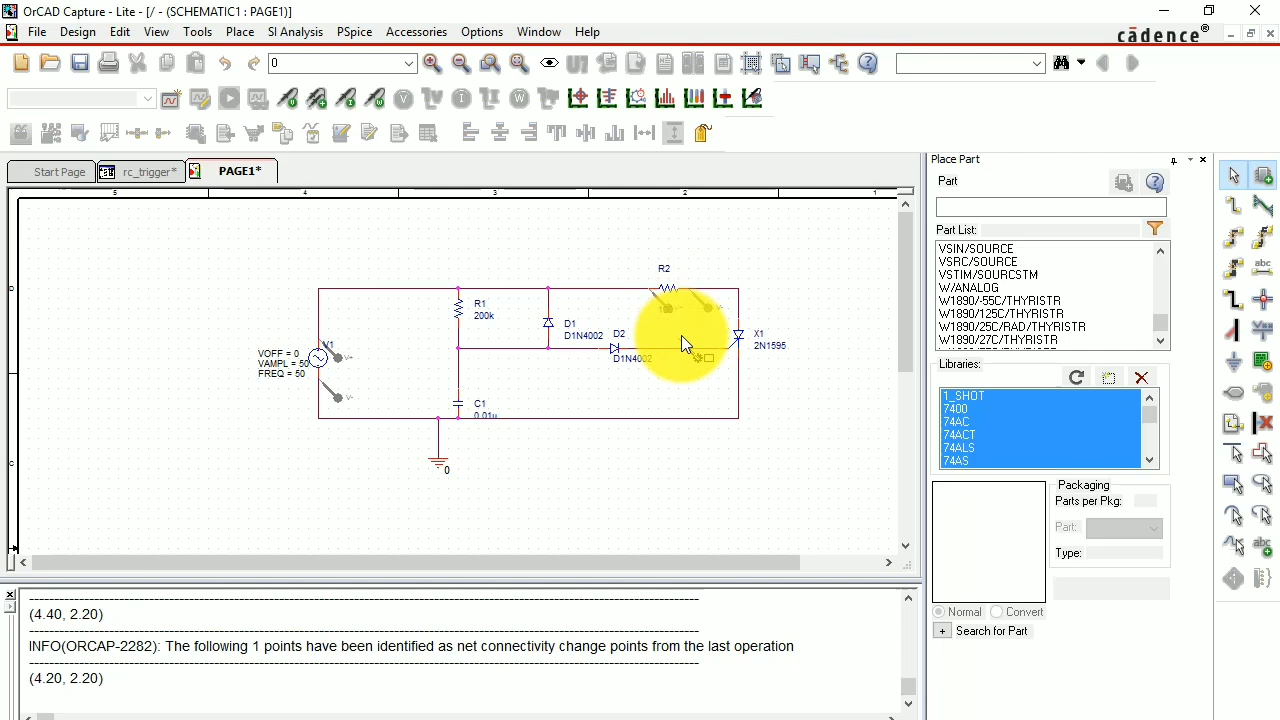 OrCAD Capture - Lite - [/ - (SCHEMATIC1 : PAGE1)]
File Design Edit View Tools Place SI Analysis PSpice Accessories Options Window Help
cādence®
0
Start Page
rc_trigger*
PAGE1*
5 4 3 2 1
D
C
R2
R1
200k
D1
D1N4002
D2
D1N4002
X1
2N1595
V1
VOFF = 0
VAMPL = 50
FREQ = 50
V+
V-
V-
C1
0.01u
0
Place Part
Part
Part List:
VSIN/SOURCE
VSRC/SOURCE
VSTIM/SOURCSTM
W/ANALOG
W1890/-55C/THYRISTR
W1890/125C/THYRISTR
W1890/25C/RAD/THYRISTR
W1890/27C/THYRISTR
Libraries:
1_SHOT
7400
74AC
74ACT
74ALS
74AS
Packaging
Parts per Pkg:
Part:
Type:
Normal Convert
+ Search for Part
(4.40, 2.20)
INFO(ORCAP-2282): The following 1 points have been identified as net connectivity change points from the last operation
(4.20, 2.20)